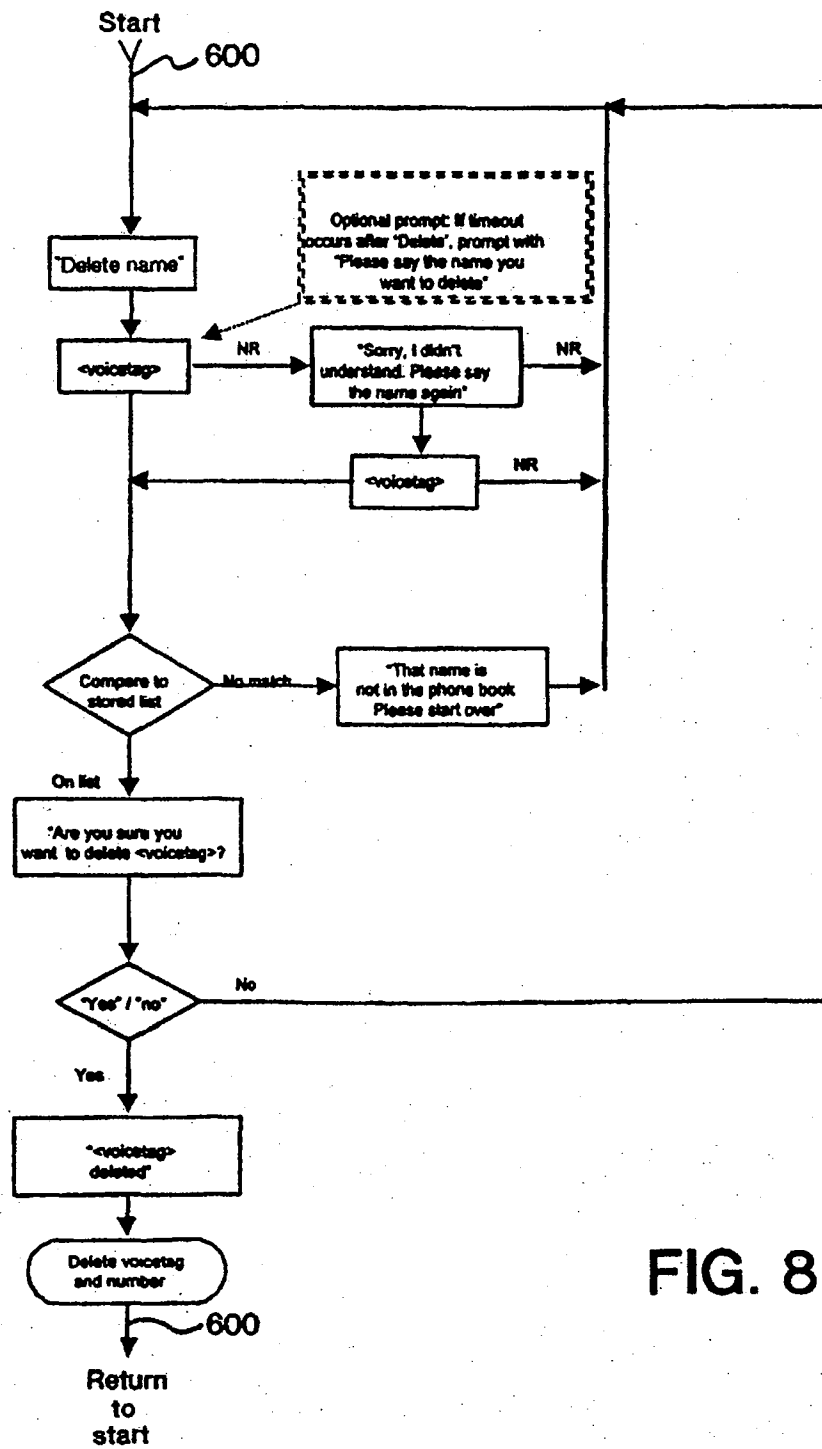 Start
600
Optional prompt: If timeout
occurs after "Delete", prompt with
"Please say the name you
want to delete"
"Delete name"
<voicetag>
NR
"Sorry, I didn't
understand. Please say
the name again"
NR
<voicetag>
NR
Compare to
stored list
No match
"That name is
not in the phone book
Please start over"
On list
"Are you sure you
want to delete <voicetag>?
"Yes" / "no"
No
Yes
"<voicetag>
deleted"
Delete voicetag
and number
600
Return
to
start
FIG. 8